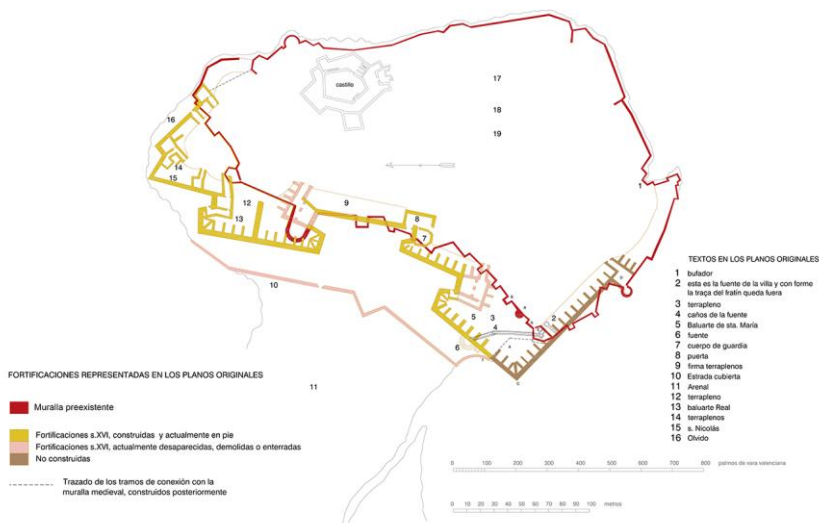 castillo
17
18
19
16
14
15
12
13
9
8
7
1
10
5
3
4
2
6
11
TEXTOS EN LOS PLANOS ORIGINALES
1 bufador
2 esta es la fuente de la villa y con forme
la traça del fratín queda fuera
3 terrapleno
4 caños de la fuente
5 Baluarte de sta. María
6 fuente
7 cuerpo de guardia
8 puerta
9 firma terraplenos
10 Estrada cubierta
11 Arenal
12 terrapleno
13 baluarte Real
14 terraplenos
15 s. Nicolás
16 Olvido
FORTIFICACIONES REPRESENTADAS EN LOS PLANOS ORIGINALES
Muralla preexistente
Fortificaciones s.XVI, construidas y actualmente en pie
Fortificaciones s.XVI, actualmente desaparecidas, demolidas o enterradas
No construidas
Trazado de los tramos de conexión con la
muralla medieval, construidos posteriormente
0 100 200 300 400 500 600 700 800 palmos de vara valenciana
0 10 20 30 40 50 60 70 80 90 100 metros